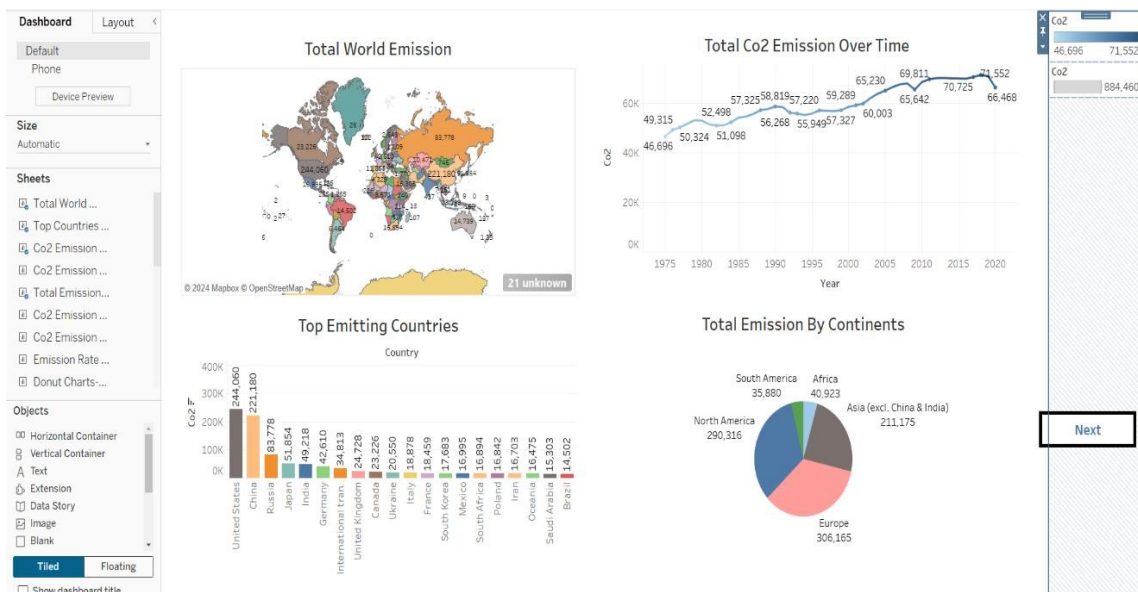 Dashboard
Layout
Default
Phone
Device Preview
Size
Automatic
Sheets
Total World ...
Top Countries ...
Co2 Emission ...
Co2 Emission ...
Total Emission...
Co2 Emission ...
Co2 Emission ...
Emission Rate ...
Donut Charts-...
Objects
Horizontal Container
Vertical Container
Text
Extension
Data Story
Image
Blank
Tiled
Floating
Show dashboard title
Total World Emission
23,226
244,060
83,778
221,180
14,502
14,739
© 2024 Mapbox © OpenStreetMap
21 unknown
Total Co2 Emission Over Time
Co2
60K
40K
20K
0K
49,315
46,696
50,324
52,498
51,098
57,325
58,819
56,268
57,220
55,949
59,289
57,327
65,230
60,003
69,811
65,642
70,725
71,552
66,468
1975
1980
1985
1990
1995
2000
2005
2010
2015
2020
Year
Top Emitting Countries
Country
Co2
400K
300K
200K
100K
0K
244,060
221,180
83,778
51,854
49,218
42,610
34,813
24,728
23,226
20,550
18,878
18,459
17,683
16,995
16,894
16,842
16,703
16,475
15,303
14,502
United States
China
Russia
Japan
India
Germany
International tran..
United Kingdom
Canada
Ukraine
Italy
France
South Korea
Mexico
South Africa
Poland
Iran
Oceania
Saudi Arabia
Brazil
Total Emission By Continents
South America
35,880
Africa
40,923
Asia (excl. China & India)
211,175
North America
290,316
Europe
306,165
Co2
46,696
71,552
Co2
884,460
Next